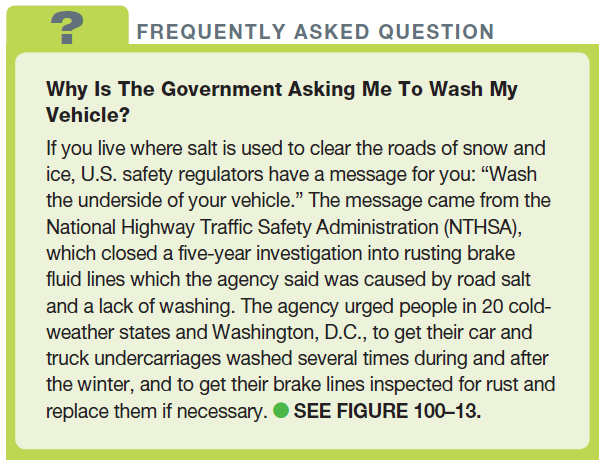 ?
FREQUENTLY ASKED QUESTION
Why Is The Government Asking Me To Wash My
Vehicle?
If you live where salt is used to clear the roads of snow and
ice, U.S. safety regulators have a message for you: “Wash
the underside of your vehicle.” The message came from the
National Highway Traffic Safety Administration (NTHSA),
which closed a five-year investigation into rusting brake
fluid lines which the agency said was caused by road salt
and a lack of washing. The agency urged people in 20 cold-
weather states and Washington, D.C., to get their car and
truck undercarriages washed several times during and after
the winter, and to get their brake lines inspected for rust and
replace them if necessary. ● SEE FIGURE 100–13.